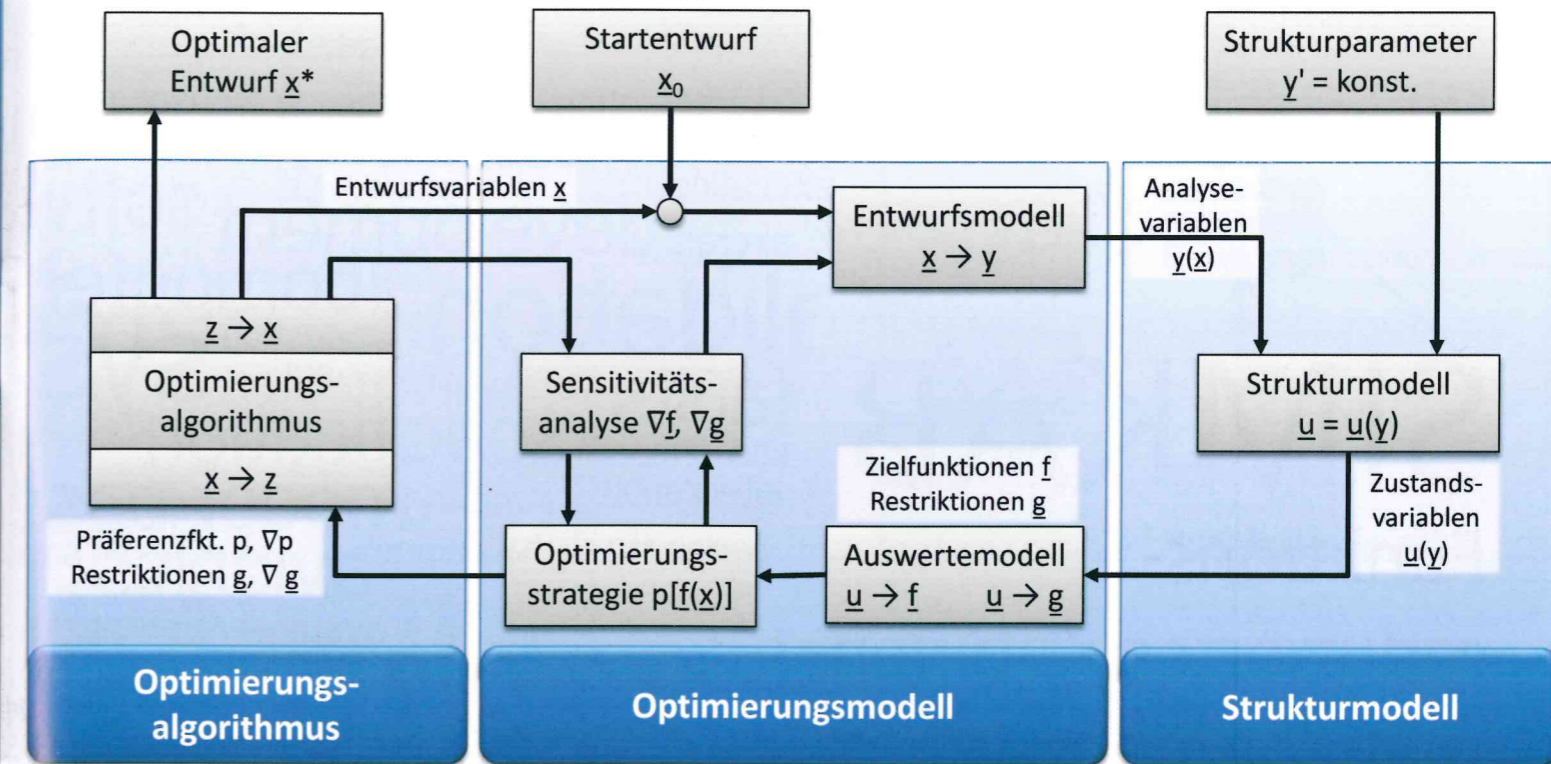 Optimaler
Entwurf x*
Startentwurf
x₀
Strukturparameter
y' = konst.
Entwurfsvariablen x
Entwurfsmodell
x → y
Analyse-
variablen
y(x)
z → x
Optimierungs-
algorithmus
x → z
Sensitivitäts-
analyse ∇f, ∇g
Strukturmodell
u = u(y)
Zielfunktionen f
Restriktionen g
Zustands-
variablen
u(y)
Präferenzfkt. p, ∇p
Restriktionen g, ∇ g
Optimierungs-
strategie p[f(x)]
Auswertemodell
u → f u → g
Optimierungs-
algorithmus
Optimierungsmodell
Strukturmodell